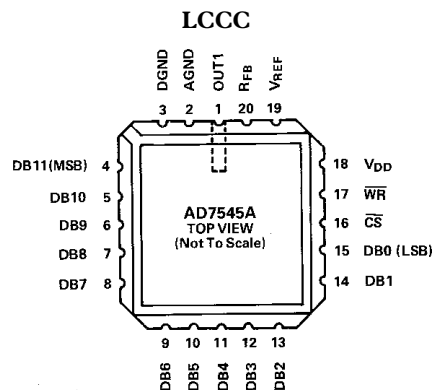 LCCC
DGND
AGND
OUT1
RFB
VREF
3 2 1 20 19
DB11(MSB) 4
DB10 5
DB9 6
DB8 7
DB7 8
AD7545A
TOP VIEW
(Not To Scale)
18 VDD
17 WR
16 CS
15 DB0 (LSB)
14 DB1
9 10 11 12 13
DB6
DB5
DB4
DB3
DB2